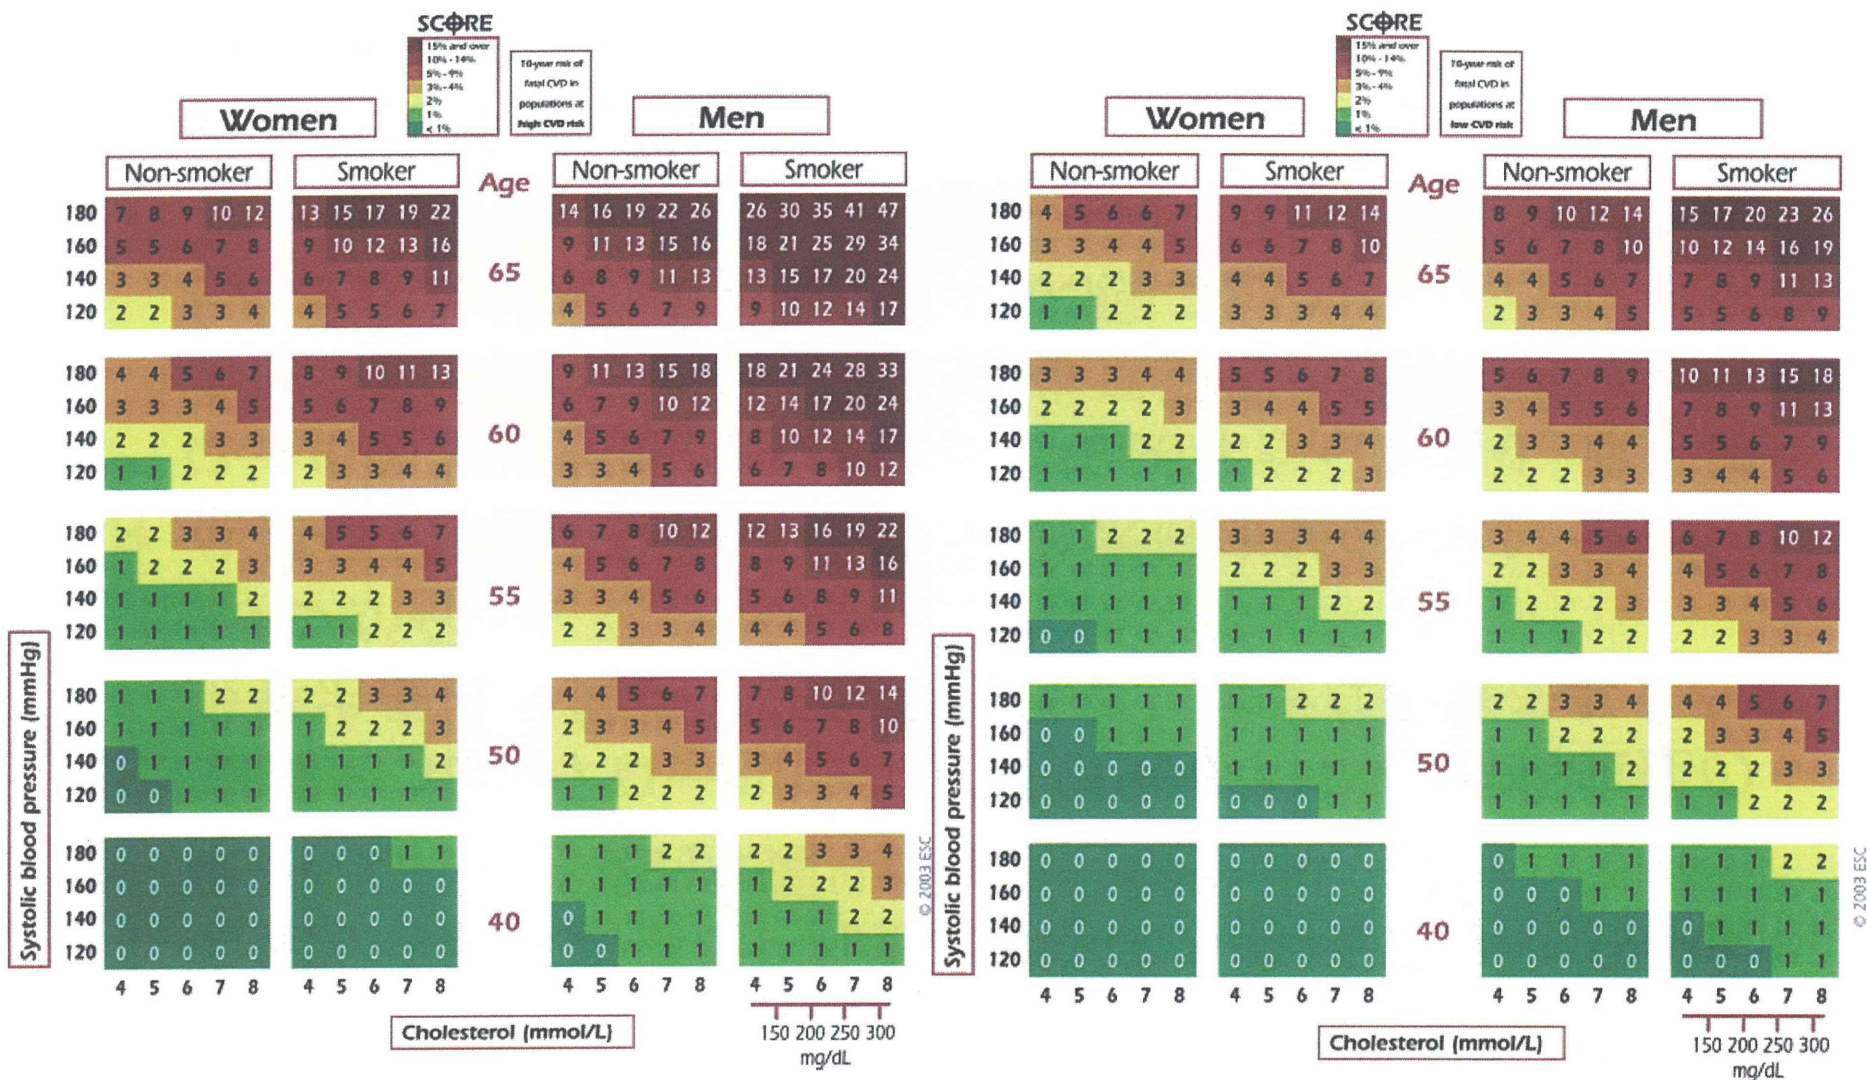 SCORE
15% and over
10% - 14%
5% - 9%
3% - 4%
2%
1%
< 1%
10-year risk of
fatal CVD in
populations at
high CVD risk
Women
Men
Non-smoker Smoker Age Non-smoker Smoker
180 7 8 9 10 12 13 15 17 19 22 14 16 19 22 26 26 30 35 41 47
160 5 5 6 7 8 9 10 12 13 16 9 11 13 15 16 18 21 25 29 34
65
140 3 3 4 5 6 6 7 8 9 11 6 8 9 11 13 13 15 17 20 24
120 2 2 3 3 4 4 5 5 6 7 4 5 6 7 9 9 10 12 14 17
180 4 4 5 6 7 8 9 10 11 13 9 11 13 15 18 18 21 24 28 33
160 3 3 3 4 5 5 6 7 8 9 6 7 9 10 12 12 14 17 20 24
60
140 2 2 2 3 3 3 4 5 5 6 4 5 6 7 9 8 10 12 14 17
120 1 1 2 2 2 2 3 3 4 4 3 3 4 5 6 6 7 8 10 12
180 2 2 3 3 4 4 5 5 6 7 6 7 8 10 12 12 13 16 19 22
160 1 2 2 2 3 3 3 4 4 5 4 5 6 7 8 8 9 11 13 16
55
140 1 1 1 1 2 2 2 2 3 3 3 3 4 5 6 5 6 8 9 11
120 1 1 1 1 1 1 1 2 2 2 2 2 3 3 4 4 4 5 6 8
180 1 1 1 2 2 2 2 3 3 4 4 4 5 6 7 7 8 10 12 14
160 1 1 1 1 1 1 2 2 2 3 2 3 3 4 5 5 6 7 8 10
50
140 0 1 1 1 1 1 1 1 1 2 2 2 2 3 3 3 4 5 6 7
120 0 0 1 1 1 1 1 1 1 1 1 1 2 2 2 2 3 3 4 5
180 0 0 0 0 0 0 0 0 1 1 1 1 1 2 2 2 2 3 3 4
160 0 0 0 0 0 0 0 0 0 0 1 1 1 1 1 1 2 2 2 3
40
140 0 0 0 0 0 0 0 0 0 0 0 1 1 1 1 1 1 1 2 2
120 0 0 0 0 0 0 0 0 0 0 0 0 1 1 1 1 1 1 1 1
4 5 6 7 8 4 5 6 7 8 4 5 6 7 8 4 5 6 7 8
Systolic blood pressure (mmHg)
Cholesterol (mmol/L)
150 200 250 300
mg/dL
© 2003 ESC
SCORE
15% and over
10% - 14%
5% - 9%
3% - 4%
2%
1%
< 1%
10-year risk of
fatal CVD in
populations at
low CVD risk
Women
Men
Non-smoker Smoker Age Non-smoker Smoker
180 4 5 6 6 7 9 9 11 12 14 8 9 10 12 14 15 17 20 23 26
160 3 3 4 4 5 6 6 7 8 10 5 6 7 8 10 10 12 14 16 19
65
140 2 2 2 3 3 4 4 5 6 7 4 4 5 6 7 7 8 9 11 13
120 1 1 2 2 2 3 3 3 4 4 2 3 3 4 5 5 5 6 8 9
180 3 3 3 4 4 5 5 6 7 8 5 6 7 8 9 10 11 13 15 18
160 2 2 2 2 3 3 4 4 5 5 3 4 5 5 6 7 8 9 11 13
60
140 1 1 1 2 2 2 2 3 3 4 2 3 3 4 4 5 5 6 7 9
120 1 1 1 1 1 1 2 2 2 3 2 2 2 3 3 3 4 4 5 6
180 1 1 2 2 2 3 3 3 4 4 3 4 4 5 6 6 7 8 10 12
160 1 1 1 1 1 2 2 2 3 3 2 2 3 3 4 4 5 6 7 8
55
140 1 1 1 1 1 1 1 1 2 2 1 2 2 2 3 3 3 4 5 6
120 0 0 1 1 1 1 1 1 1 1 1 1 1 2 2 2 2 3 3 4
180 1 1 1 1 1 1 1 2 2 2 2 2 3 3 4 4 4 5 6 7
160 0 0 1 1 1 1 1 1 1 1 1 1 2 2 2 2 3 3 4 5
50
140 0 0 0 0 0 1 1 1 1 1 1 1 1 1 2 2 2 2 3 3
120 0 0 0 0 0 0 0 0 1 1 1 1 1 1 1 1 1 2 2 2
180 0 0 0 0 0 0 0 0 0 0 0 1 1 1 1 1 1 1 2 2
160 0 0 0 0 0 0 0 0 0 0 0 0 0 1 1 1 1 1 1 1
40
140 0 0 0 0 0 0 0 0 0 0 0 0 0 0 0 0 1 1 1 1
120 0 0 0 0 0 0 0 0 0 0 0 0 0 0 0 0 0 0 1 1
4 5 6 7 8 4 5 6 7 8 4 5 6 7 8 4 5 6 7 8
Systolic blood pressure (mmHg)
Cholesterol (mmol/L)
150 200 250 300
mg/dL
© 2003 ESC